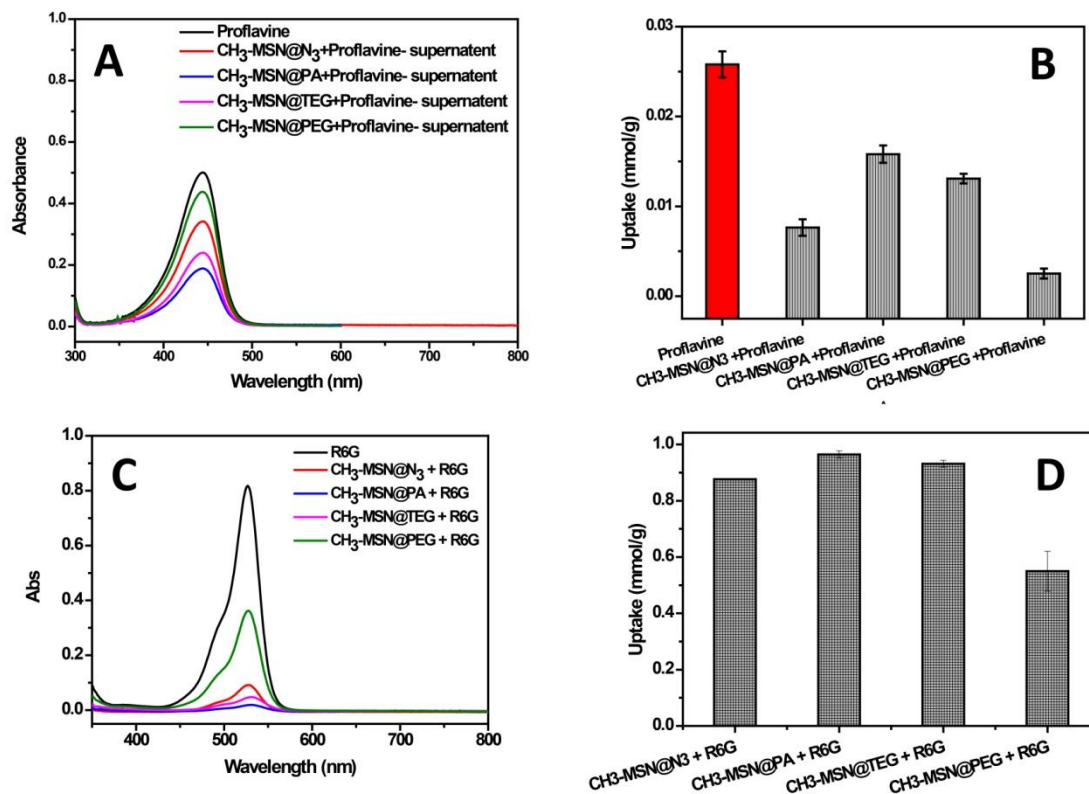 A
Proflavine
CH3-MSN@N3+Proflavine- supernatent
CH3-MSN@PA+Proflavine- supernatent
CH3-MSN@TEG+Proflavine- supernatent
CH3-MSN@PEG+Proflavine- supernatent
Absorbance
1.0
0.8
0.6
0.4
0.2
0.0
300 400 500 600 700 800
Wavelength (nm)
B
Uptake (mmol/g)
0.03
0.02
0.01
0.00
Proflavine
CH3-MSN@N3 +Proflavine
CH3-MSN@PA +Proflavine
CH3-MSN@TEG +Proflavine
CH3-MSN@PEG +Proflavine
C
R6G
CH3-MSN@N3 + R6G
CH3-MSN@PA + R6G
CH3-MSN@TEG + R6G
CH3-MSN@PEG + R6G
Abs
1.0
0.8
0.6
0.4
0.2
0.0
400 500 600 700 800
Wavelength (nm)
D
Uptake (mmol/g)
1.0
0.8
0.6
0.4
0.2
0.0
CH3-MSN@N3 + R6G
CH3-MSN@PA + R6G
CH3-MSN@TEG + R6G
CH3-MSN@PEG + R6G